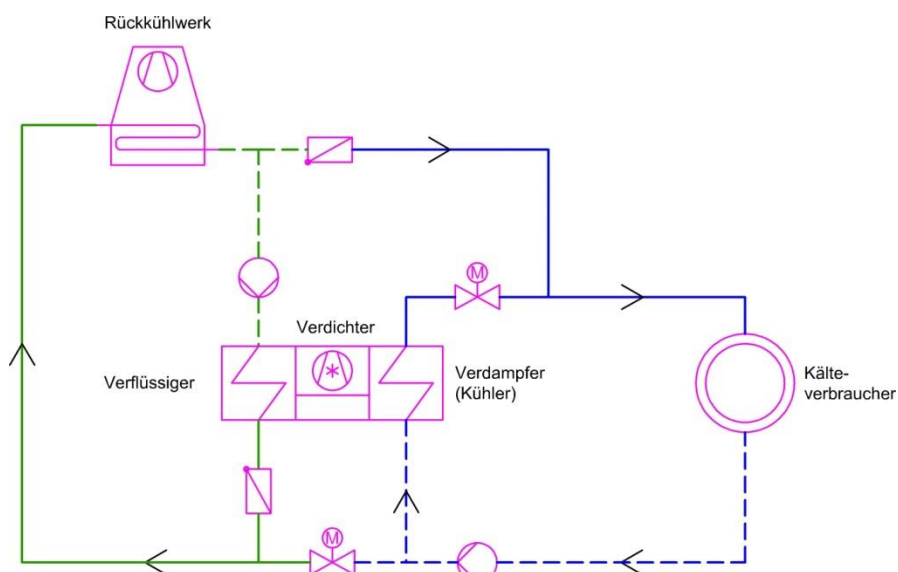 Rückkühlwerk
M
Verdichter
Verflüssiger
Verdampfer
(Kühler)
Kälte-
verbraucher
M